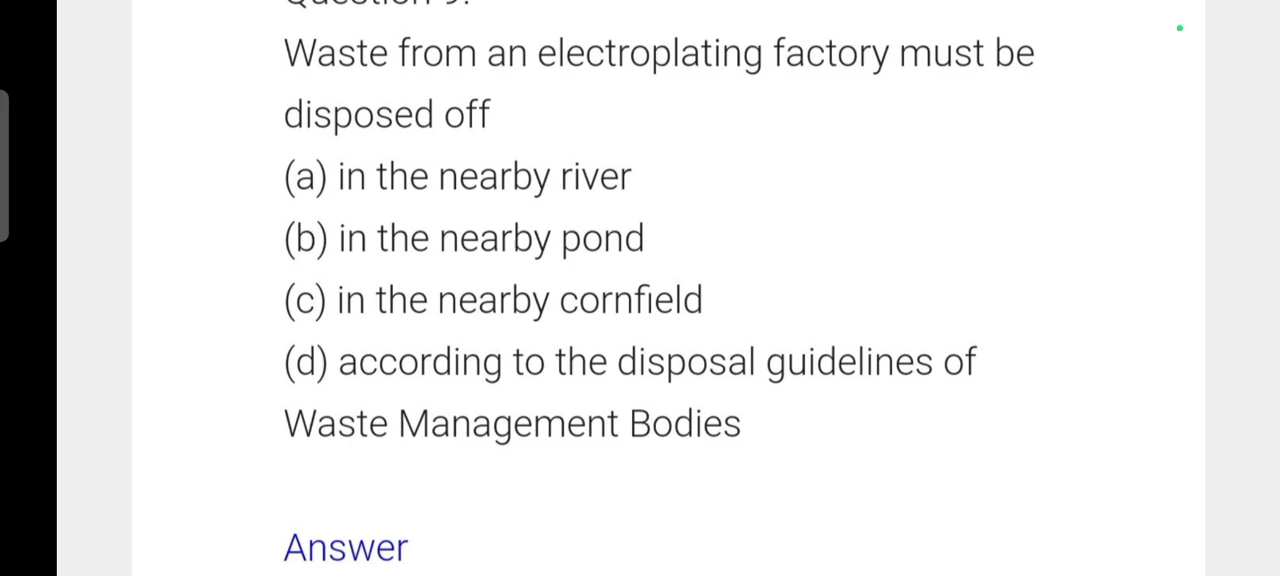 Waste from an electroplating factory must be
disposed off
(a) in the nearby river
(b) in the nearby pond
(c) in the nearby cornfield
(d) according to the disposal guidelines of
Waste Management Bodies
Answer